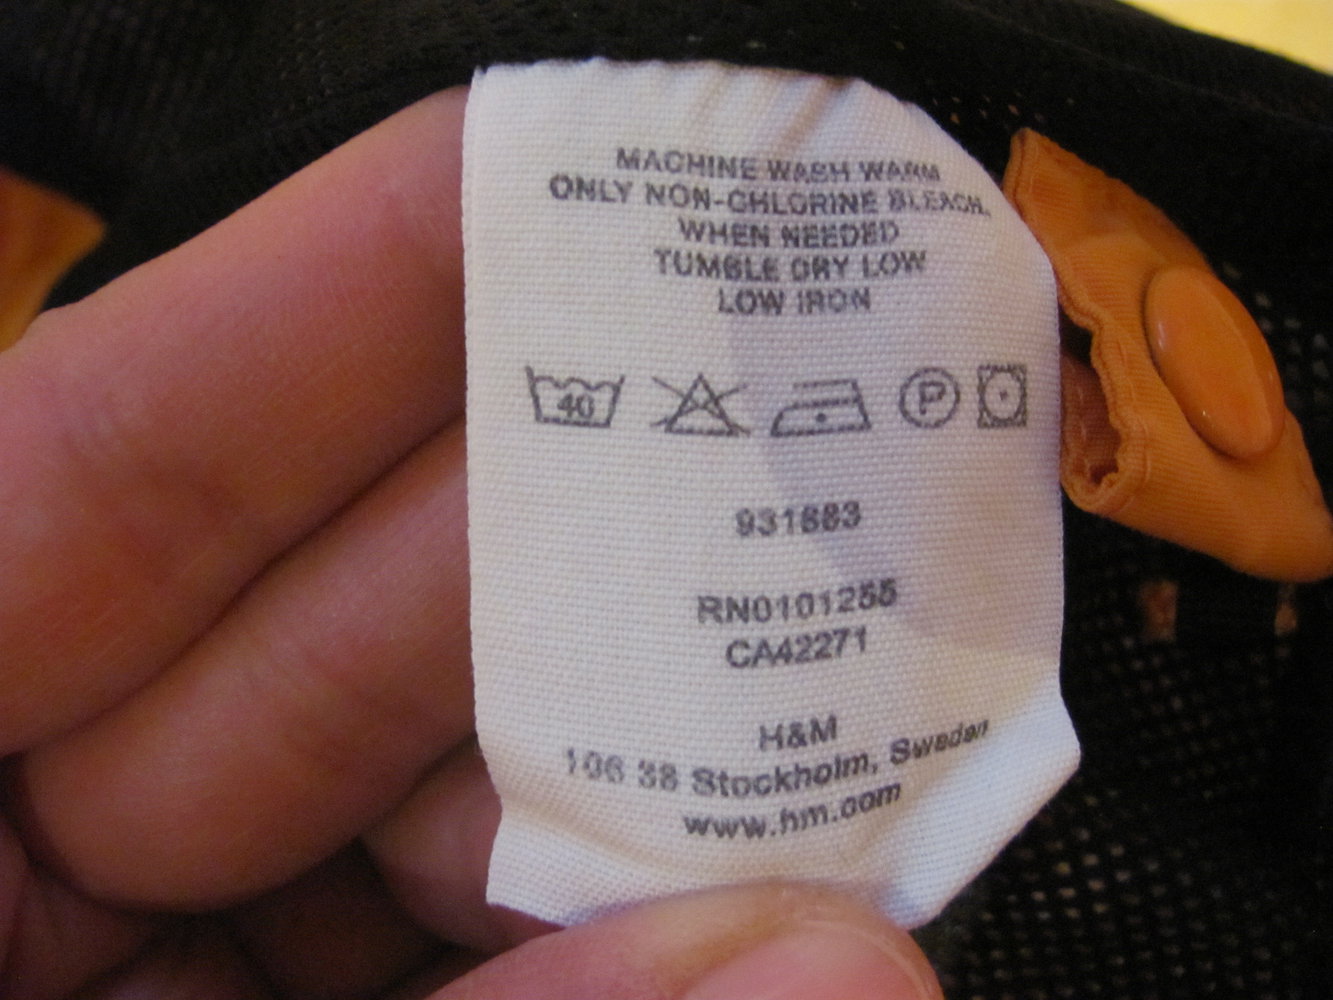 MACHINE WASH WARM
ONLY NON-CHLORINE BLEACH,
WHEN NEEDED
TUMBLE DRY LOW
LOW IRON
40 P
931883
RN0101255
CA42271
H&M
106 38 Stockholm, Sweden
www.hm.com